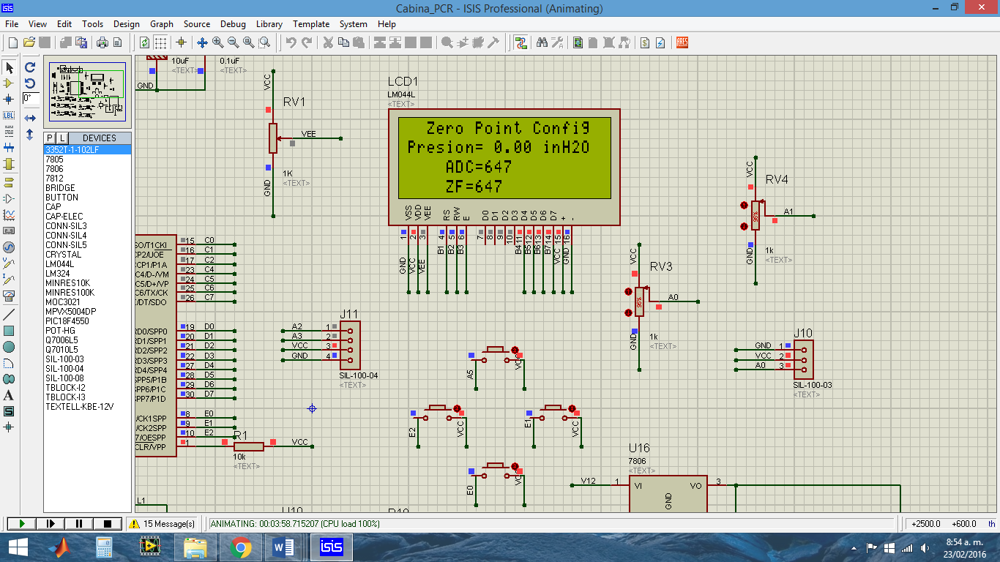 Cabina_PCR - ISIS Professional (Animating)
File View Edit Tools Design Graph Source Debug Library Template System Help
ARES
0°
LBL
P L DEVICES
3352T-1-102LF
7805
7806
7812
BRIDGE
BUTTON
CAP
CAP-ELEC
CONN-SIL3
CONN-SIL4
CONN-SIL5
CRYSTAL
LM044L
LM324
MINRES10K
MINRES100K
MOC3021
MPVX5004DP
PIC18F4550
POT-HG
Q7006L5
Q7010L5
SIL-100-03
SIL-100-04
SIL-100-08
TBLOCK-I2
TBLOCK-I3
TEXTELL-KBE-12V
10uF
<TEXT>
0.1uF
<TEXT>
GND
VCC
RV1
VEE
1K
<TEXT>
GND
LCD1
LM044L
<TEXT>
Zero Point Config
Presion= 0.00 inH2O
ADC=647
ZF=647
VSS VDD VEE RS RW E D0 D1 D2 D3 D4 D5 D6 D7 + -
1 2 3 4 5 6 7 8 9 10 11 12 13 14 15 16
GND VCC VEE B1 B2 B3 B4 B5 B6 B7 VCC GND
VCC
RV4
96%
A1
1k
<TEXT>
GND
VCC
RV3
96%
A0
1k
<TEXT>
GND
SO/T1CKI 15 C0
CP2/UOE 16 C1
CCP1/P1A 17 C2
C4/D-/VM 23 C4
C5/D+/VP 24 C5
C6/TX/CK 25 C6
/DT/SDO 26 C7
RD0/SPP0 19 D0
RD1/SPP1 20 D1
RD2/SPP2 21 D2
RD3/SPP3 22 D3
RD4/SPP4 27 D4
SPP5/P1B 28 D5
SPP6/P1C 29 D6
SPP7/P1D 30 D7
/CK1SPP 8 E0
/CK2SPP 9 E1
7/OESPP 10 E2
CLR/VPP 1
R1
VCC
10k
<TEXT>
J11
A2 1
A3 2
VCC 3
GND 4
SIL-100-04
<TEXT>
J10
GND 1
VCC 2
A0 3
SIL-100-03
<TEXT>
A5
VCC
E2
VCC
E1
VCC
E0
VCC
U16
7806
<TEXT>
V12 1 VI VO 3
GND
L1
15 Message(s)
ANIMATING: 00:03:58.715207 (CPU load 100%)
+2500.0 +600.0 th
isis
8:54 a. m.
23/02/2016